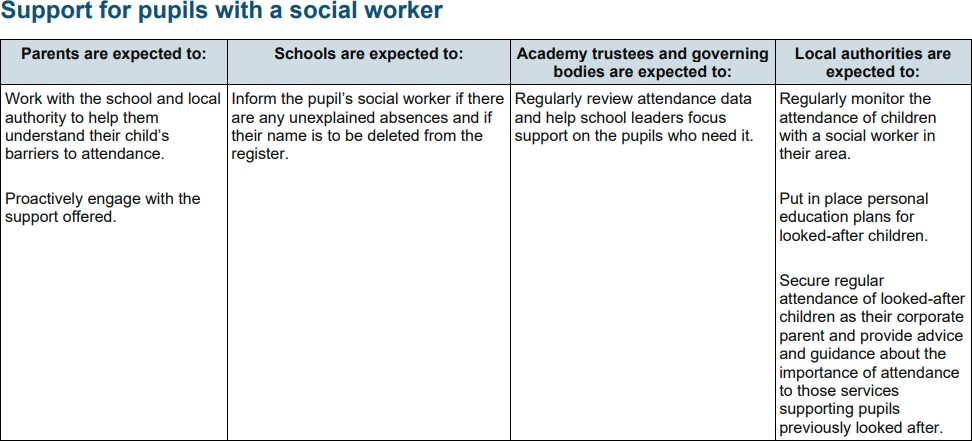 Support for pupils with a social worker
Parents are expected to:
Schools are expected to:
Academy trustees and governing
bodies are expected to:
Local authorities are
expected to:
Work with the school and local
authority to help them
understand their child’s
barriers to attendance.
Proactively engage with the
support offered.
Inform the pupil’s social worker if there
are any unexplained absences and if
their name is to be deleted from the
register.
Regularly review attendance data
and help school leaders focus
support on the pupils who need it.
Regularly monitor the
attendance of children
with a social worker in
their area.
Put in place personal
education plans for
looked-after children.
Secure regular
attendance of looked-after
children as their corporate
parent and provide advice
and guidance about the
importance of attendance
to those services
supporting pupils
previously looked after.